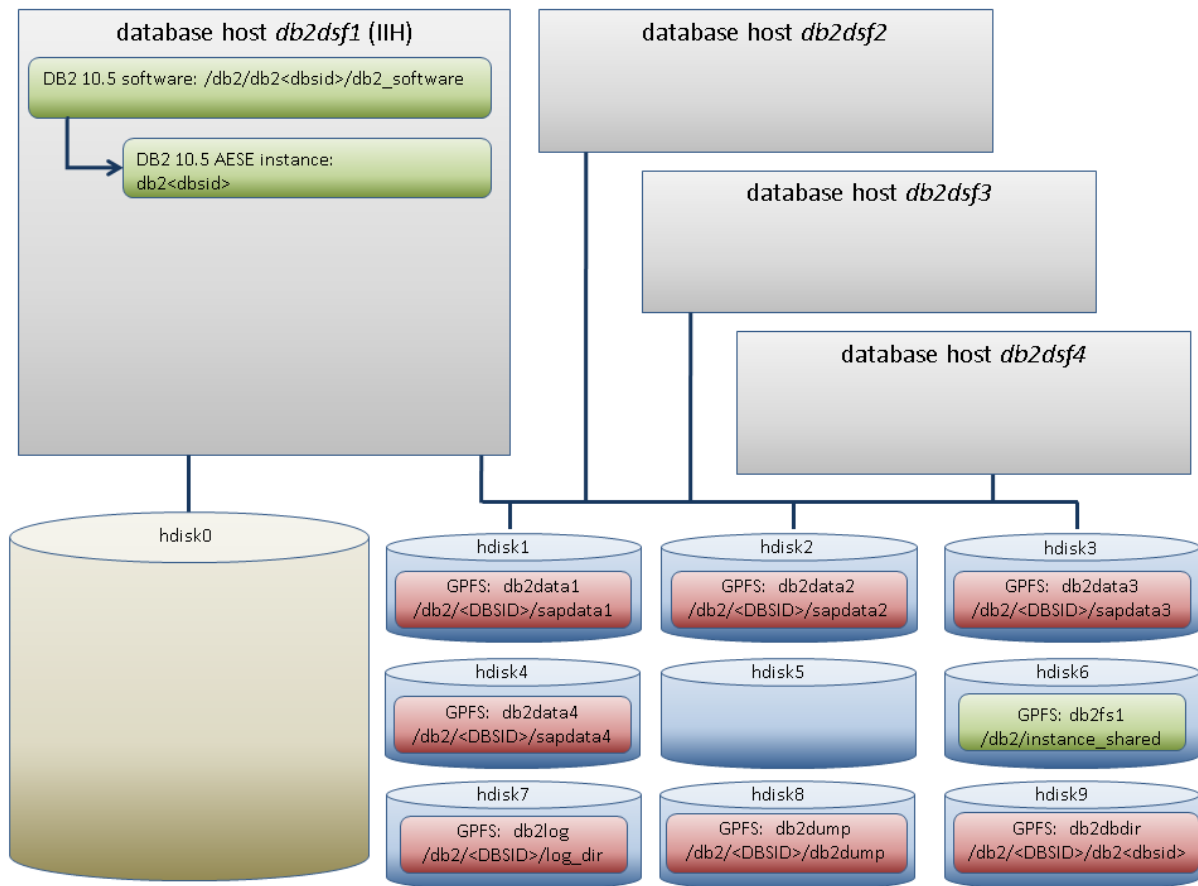 database host db2dsf1 (IIH)
DB2 10.5 software: /db2/db2<dbsid>/db2_software
DB2 10.5 AESE instance:
db2<dbsid>
database host db2dsf2
database host db2dsf3
database host db2dsf4
hdisk0
hdisk1
GPFS: db2data1
/db2/<DBSID>/sapdata1
hdisk2
GPFS: db2data2
/db2/<DBSID>/sapdata2
hdisk3
GPFS: db2data3
/db2/<DBSID>/sapdata3
hdisk4
GPFS: db2data4
/db2/<DBSID>/sapdata4
hdisk5
hdisk6
GPFS: db2fs1
/db2/instance_shared
hdisk7
GPFS: db2log
/db2/<DBSID>/log_dir
hdisk8
GPFS: db2dump
/db2/<DBSID>/db2dump
hdisk9
GPFS: db2dbdir
/db2/<DBSID>/db2<dbsid>